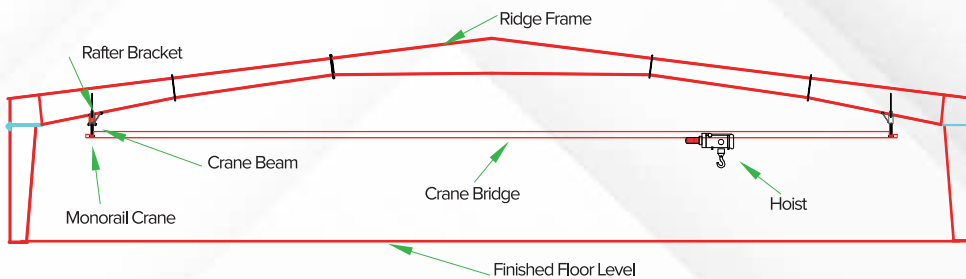 Ridge Frame
Rafter Bracket
Crane Beam
Crane Bridge
Monorail Crane
Hoist
Finished Floor Level